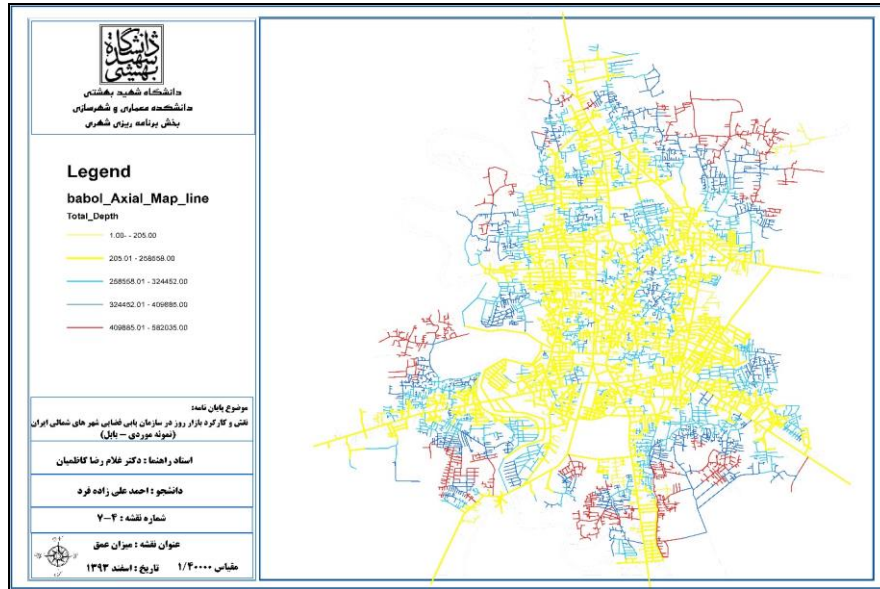 دانشگاه شهید بهشتی
دانشگاه شهید بهشتی
دانشکده معماری و شهرسازی
بخش برنامه ریزی شهری
Legend
babol_Axial_Map_line
Total_Depth
1.00- - 205.00
205.01 - 258558.00
258558.01 - 324452.00
324452.01 - 409885.00
409885.01 - 582035.00
موضوع پایان نامه:
نقش و کارکرد بازار روز در سازمان یابی فضایی شهر های شمالی ایران
(نمونه موردی – بابل)
استاد راهنما : دکتر غلام رضا کاظمیان
دانشجو : احمد علی زاده فرد
شماره نقشه : ۴-۷
عنوان نقشه : میزان عمق
مقیاس ۱/۴۰۰۰۰ تاریخ : اسفند ۱۳۹۳